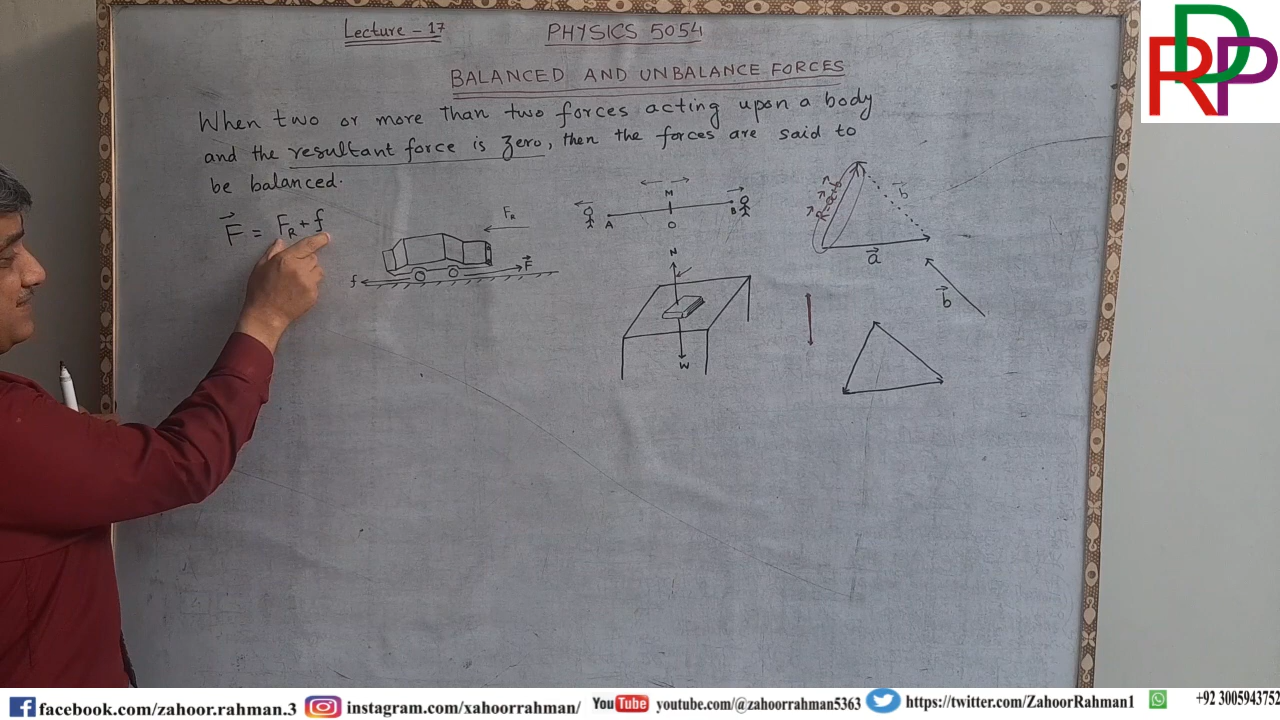 Lecture - 17
PHYSICS 5054
BALANCED AND UNBALANCE FORCES
When two or more than two forces acting upon a body
and the resultant force is zero, then the forces are said to
be balanced.
F = FR + f
FR
f
F
A
M
O
B
N
W
a+b
b
a
b
RDP
facebook.com/zahoor.rahman.3
instagram.com/xahoorrahman/
YouTube youtube.com/@zahoorrahman5363
https://twitter.com/ZahoorRahman1
+92 3005943752